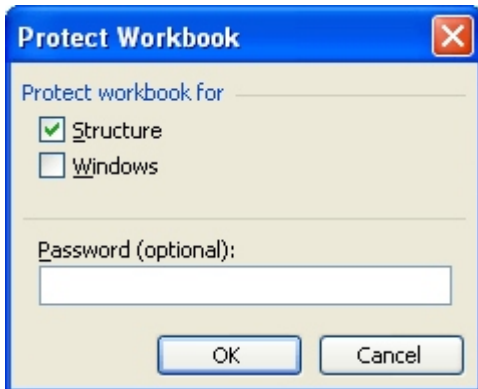 Protect Workbook
Protect workbook for
Structure
Windows
Password (optional):
OK
Cancel